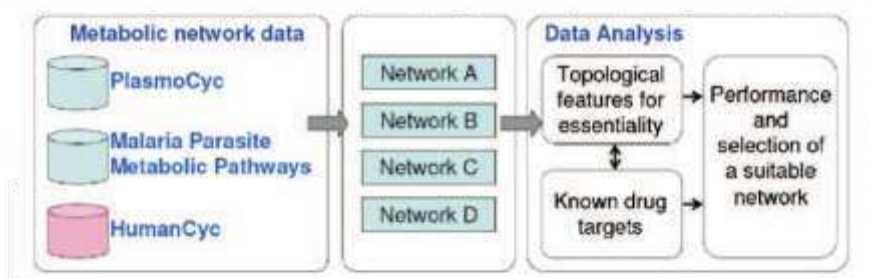 Metabolic network data
PlasmoCyc
Malaria Parasite
Metabolic Pathways
HumanCyc
Network A
Network B
Network C
Network D
Data Analysis
Topological
features for
essentiality
Known drug
targets
Performance
and
selection of
a suitable
network